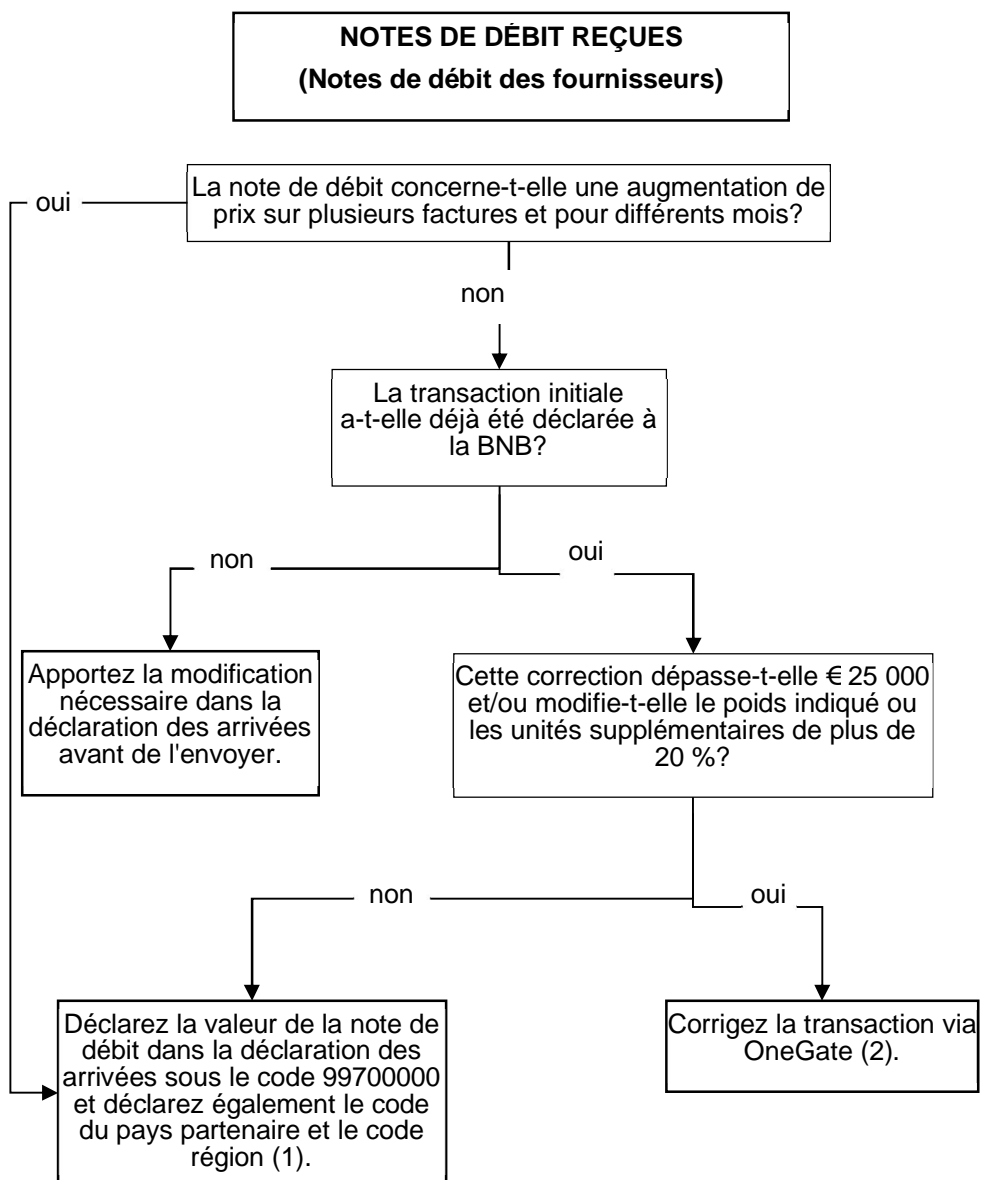 NOTES DE DÉBIT REÇUES
(Notes de débit des fournisseurs)
oui
La note de débit concerne-t-elle une augmentation de
prix sur plusieurs factures et pour différents mois?
non
La transaction initiale
a-t-elle déjà été déclarée à
la BNB?
non
oui
Apportez la modification
nécessaire dans la
déclaration des arrivées
avant de l'envoyer.
Cette correction dépasse-t-elle € 25 000
et/ou modifie-t-elle le poids indiqué ou
les unités supplémentaires de plus de
20 %?
non
oui
Déclarez la valeur de la note de
débit dans la déclaration des
arrivées sous le code 99700000
et déclarez également le code
du pays partenaire et le code
région (1).
Corrigez la transaction via
OneGate (2).